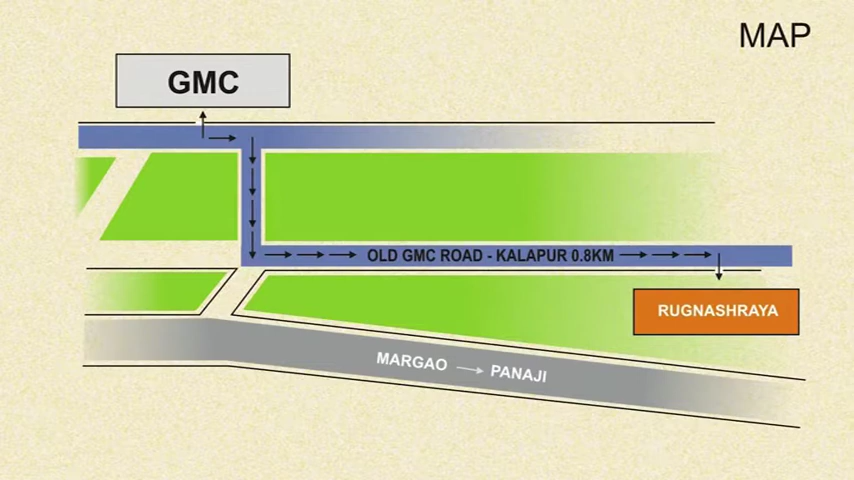 MAP
GMC
OLD GMC ROAD - KALAPUR 0.8KM
RUGNASHRAYA
MARGAO → PANAJI